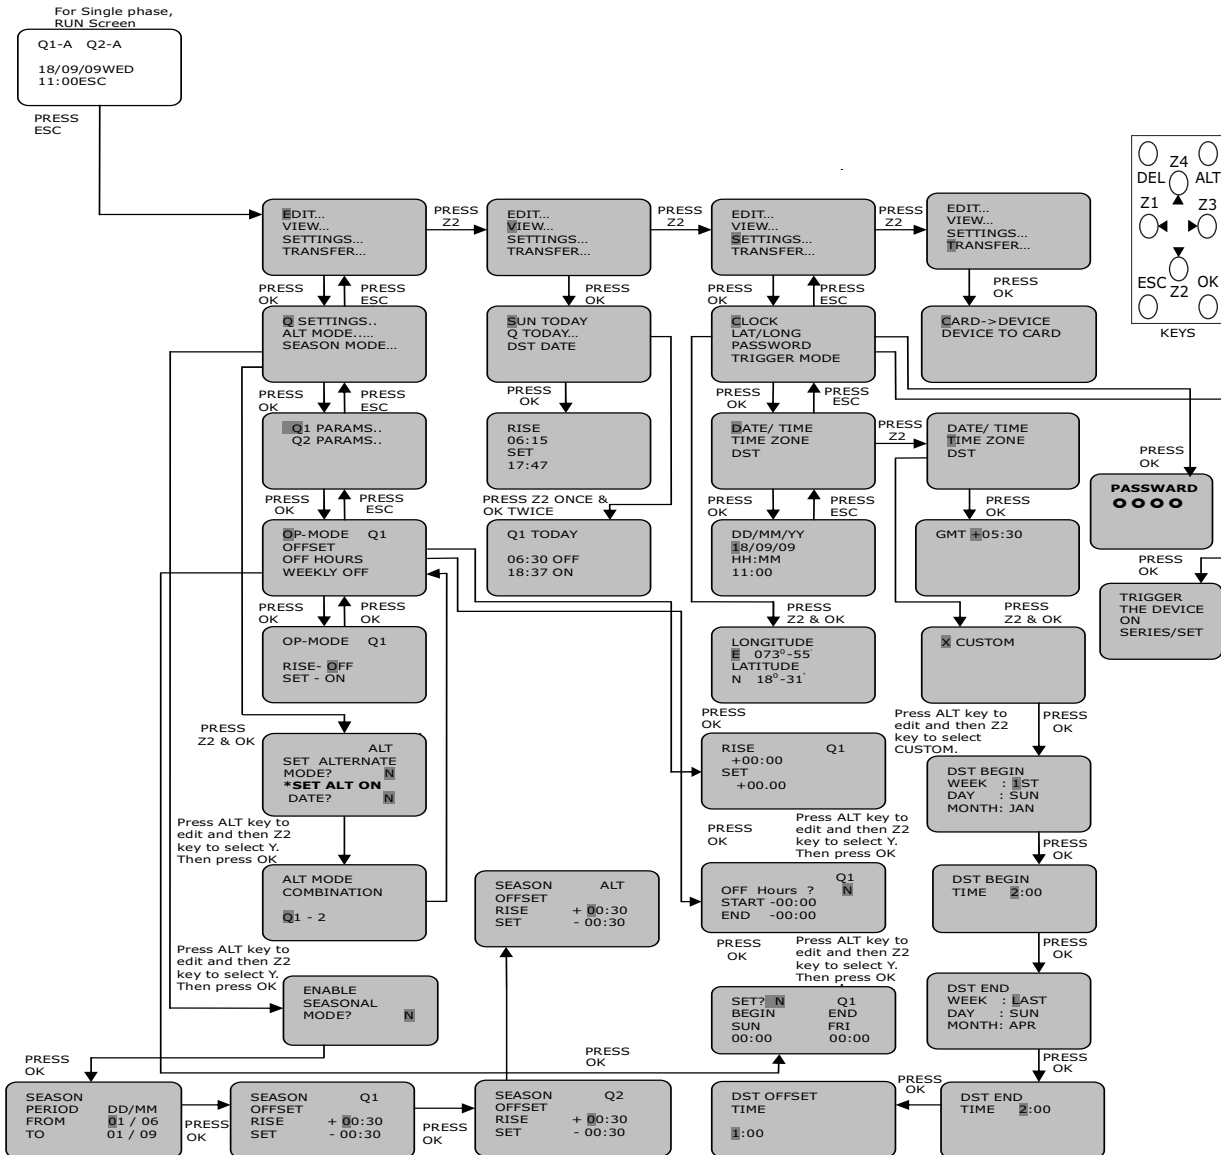 For Single phase,
RUN Screen
Q1-A Q2-A
18/09/09WED
11:00ESC
PRESS
ESC
DEL Z4 ALT
Z1 Z3
ESC Z2 OK
KEYS
EDIT...
VIEW...
SETTINGS...
TRANSFER...
PRESS
Z2
EDIT...
VIEW...
SETTINGS...
TRANSFER...
PRESS
Z2
EDIT...
VIEW...
SETTINGS...
TRANSFER...
PRESS
Z2
EDIT...
VIEW...
SETTINGS...
TRANSFER...
PRESS
OK
PRESS
ESC
PRESS
OK
PRESS
OK
PRESS
ESC
PRESS
OK
Q SETTINGS..
ALT MODE.....
SEASON MODE...
SUN TODAY
Q TODAY...
DST DATE
CLOCK
LAT/LONG
PASSWORD
TRIGGER MODE
CARD->DEVICE
DEVICE TO CARD
PRESS
OK
PRESS
ESC
PRESS
OK
PRESS
OK
PRESS
ESC
Q1 PARAMS..
Q2 PARAMS..
RISE
06:15
SET
17:47
DATE/ TIME
TIME ZONE
DST
PRESS
Z2
DATE/ TIME
TIME ZONE
DST
PRESS
OK
PASSWARD
O O O O
PRESS
OK
PRESS
ESC
PRESS Z2 ONCE &
OK TWICE
PRESS
OK
PRESS
ESC
PRESS
OK
OP-MODE Q1
OFFSET
OFF HOURS
WEEKLY OFF
Q1 TODAY
06:30 OFF
18:37 ON
DD/MM/YY
18/09/09
HH:MM
11:00
GMT +05:30
PRESS
OK
TRIGGER
THE DEVICE
ON
SERIES/SET
PRESS
OK
PRESS
OK
PRESS
Z2 & OK
PRESS
Z2 & OK
OP-MODE Q1
RISE- OFF
SET - ON
LONGITUDE
E 073⁰-55'
LATITUDE
N 18⁰-31'
X CUSTOM
PRESS
Z2 & OK
PRESS
OK
Press ALT key to
edit and then Z2
key to select
CUSTOM.
PRESS
OK
ALT
SET ALTERNATE
MODE? N
*SET ALT ON
DATE? N
RISE Q1
+00:00
SET
+00.00
DST BEGIN
WEEK : 1ST
DAY : SUN
MONTH: JAN
Press ALT key to
edit and then Z2
key to select Y.
Then press OK
PRESS
OK
Press ALT key to
edit and then Z2
key to select Y.
Then press OK
PRESS
OK
ALT MODE
COMBINATION
Q1 - 2
SEASON ALT
OFFSET
RISE + 00:30
SET - 00:30
Q1
OFF Hours ? N
START -00:00
END -00:00
DST BEGIN
TIME 2:00
Press ALT key to
edit and then Z2
key to select Y.
Then press OK
PRESS
OK
Press ALT key to
edit and then Z2
key to select Y.
Then press OK
PRESS
OK
ENABLE
SEASONAL
MODE? N
SET? N Q1
BEGIN END
SUN FRI
00:00 00:00
DST END
WEEK : LAST
DAY : SUN
MONTH: APR
PRESS
OK
PRESS
OK
PRESS
OK
SEASON
PERIOD DD/MM
FROM 01 / 06
TO 01 / 09
PRESS
OK
SEASON Q1
OFFSET
RISE + 00:30
SET - 00:30
PRESS
OK
SEASON Q2
OFFSET
RISE + 00:30
SET - 00:30
DST OFFSET
TIME
1:00
PRESS
OK
DST END
TIME 2:00